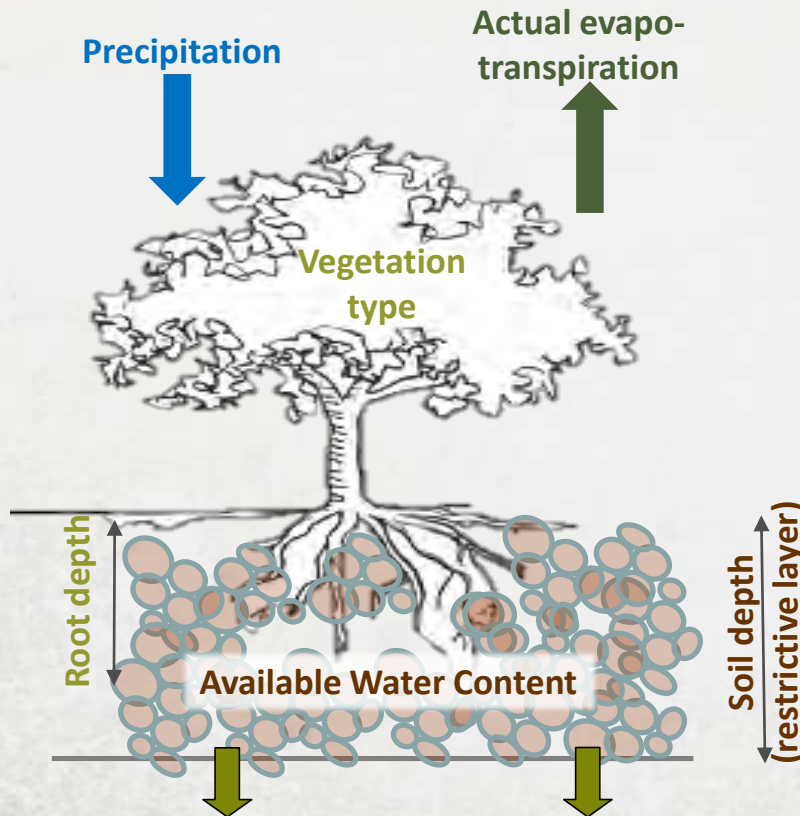 Precipitation
Actual evapo-
transpiration
Vegetation
type
Root depth
Available Water Content
Soil depth
(restrictive layer)